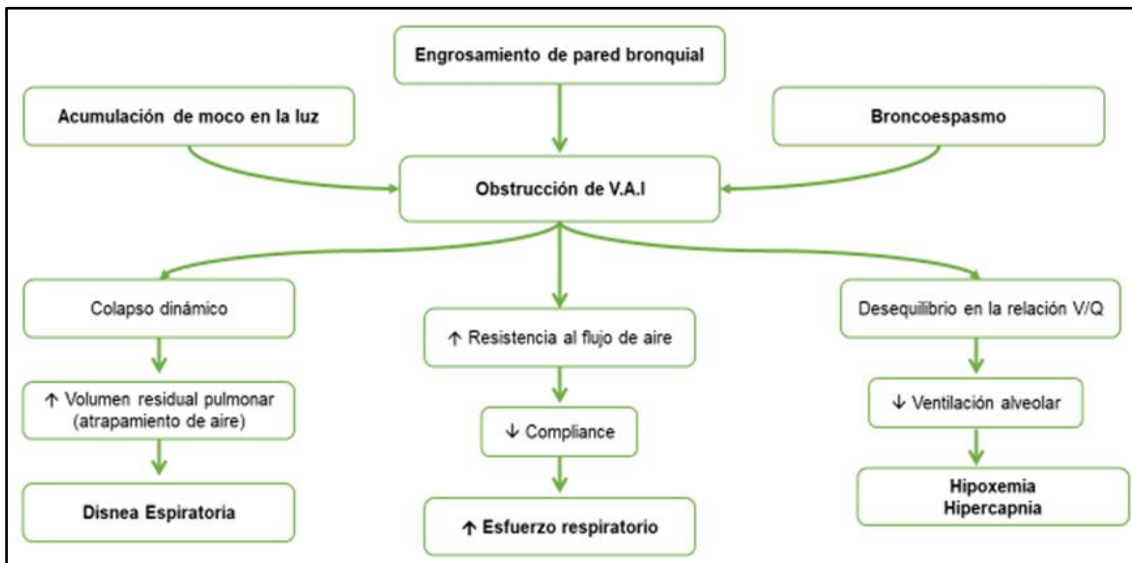 Engrosamiento de pared bronquial
Acumulación de moco en la luz
Broncoespasmo
Obstrucción de V.A.I
Colapso dinámico
↑ Resistencia al flujo de aire
Desequilibrio en la relación V/Q
↑ Volumen residual pulmonar
(atrapamiento de aire)
↓ Compliance
↓ Ventilación alveolar
Disnea Espiratoria
↑ Esfuerzo respiratorio
Hipoxemia
Hipercapnia